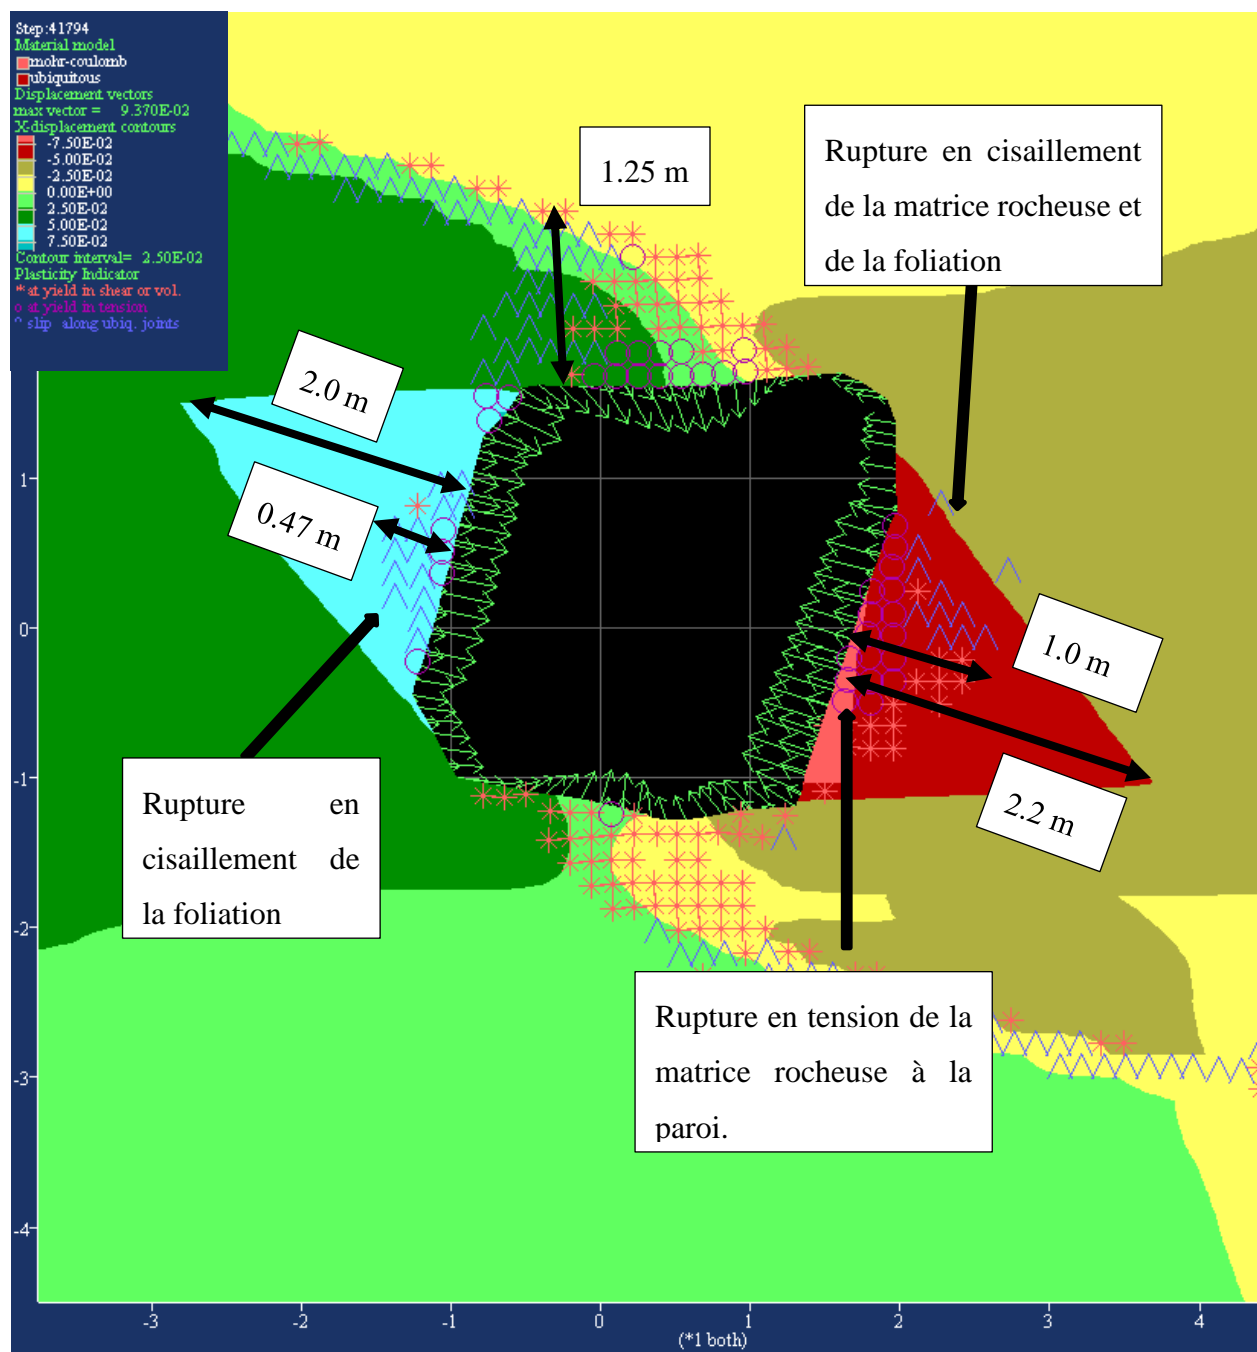 Step:41794
Material model
mohr-coulomb
ubiquitous
Displacement vectors
max vector = 9.370E-02
X-displacement contours
-7.50E-02
-5.00E-02
-2.50E-02
0.00E+00
2.50E-02
5.00E-02
7.50E-02
Contour interval= 2.50E-02
Plasticity Indicator
* at yield in shear or vol.
o at yield in tension
^ slip along ubiq. joints
1.25 m
Rupture en cisaillement
de la matrice rocheuse et
de la foliation
2.0 m
0.47 m
1.0 m
2.2 m
Rupture en
cisaillement de
la foliation
Rupture en tension de la
matrice rocheuse à la
paroi.
1
0
-1
-2
-3
-4
-3 -2 -1 0 1 2 3 4
(*1 both)